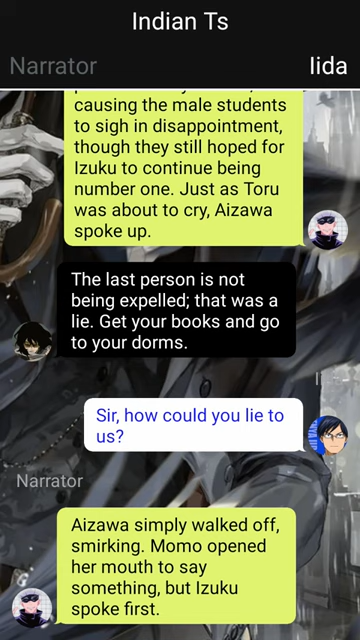 Indian Ts
Narrator
Iida
causing the male students
to sigh in disappointment,
though they still hoped for
Izuku to continue being
number one. Just as Toru
was about to cry, Aizawa
spoke up.
The last person is not
being expelled; that was a
lie. Get your books and go
to your dorms.
Sir, how could you lie to
us?
Narrator
Aizawa simply walked off,
smirking. Momo opened
her mouth to say
something, but Izuku
spoke first.